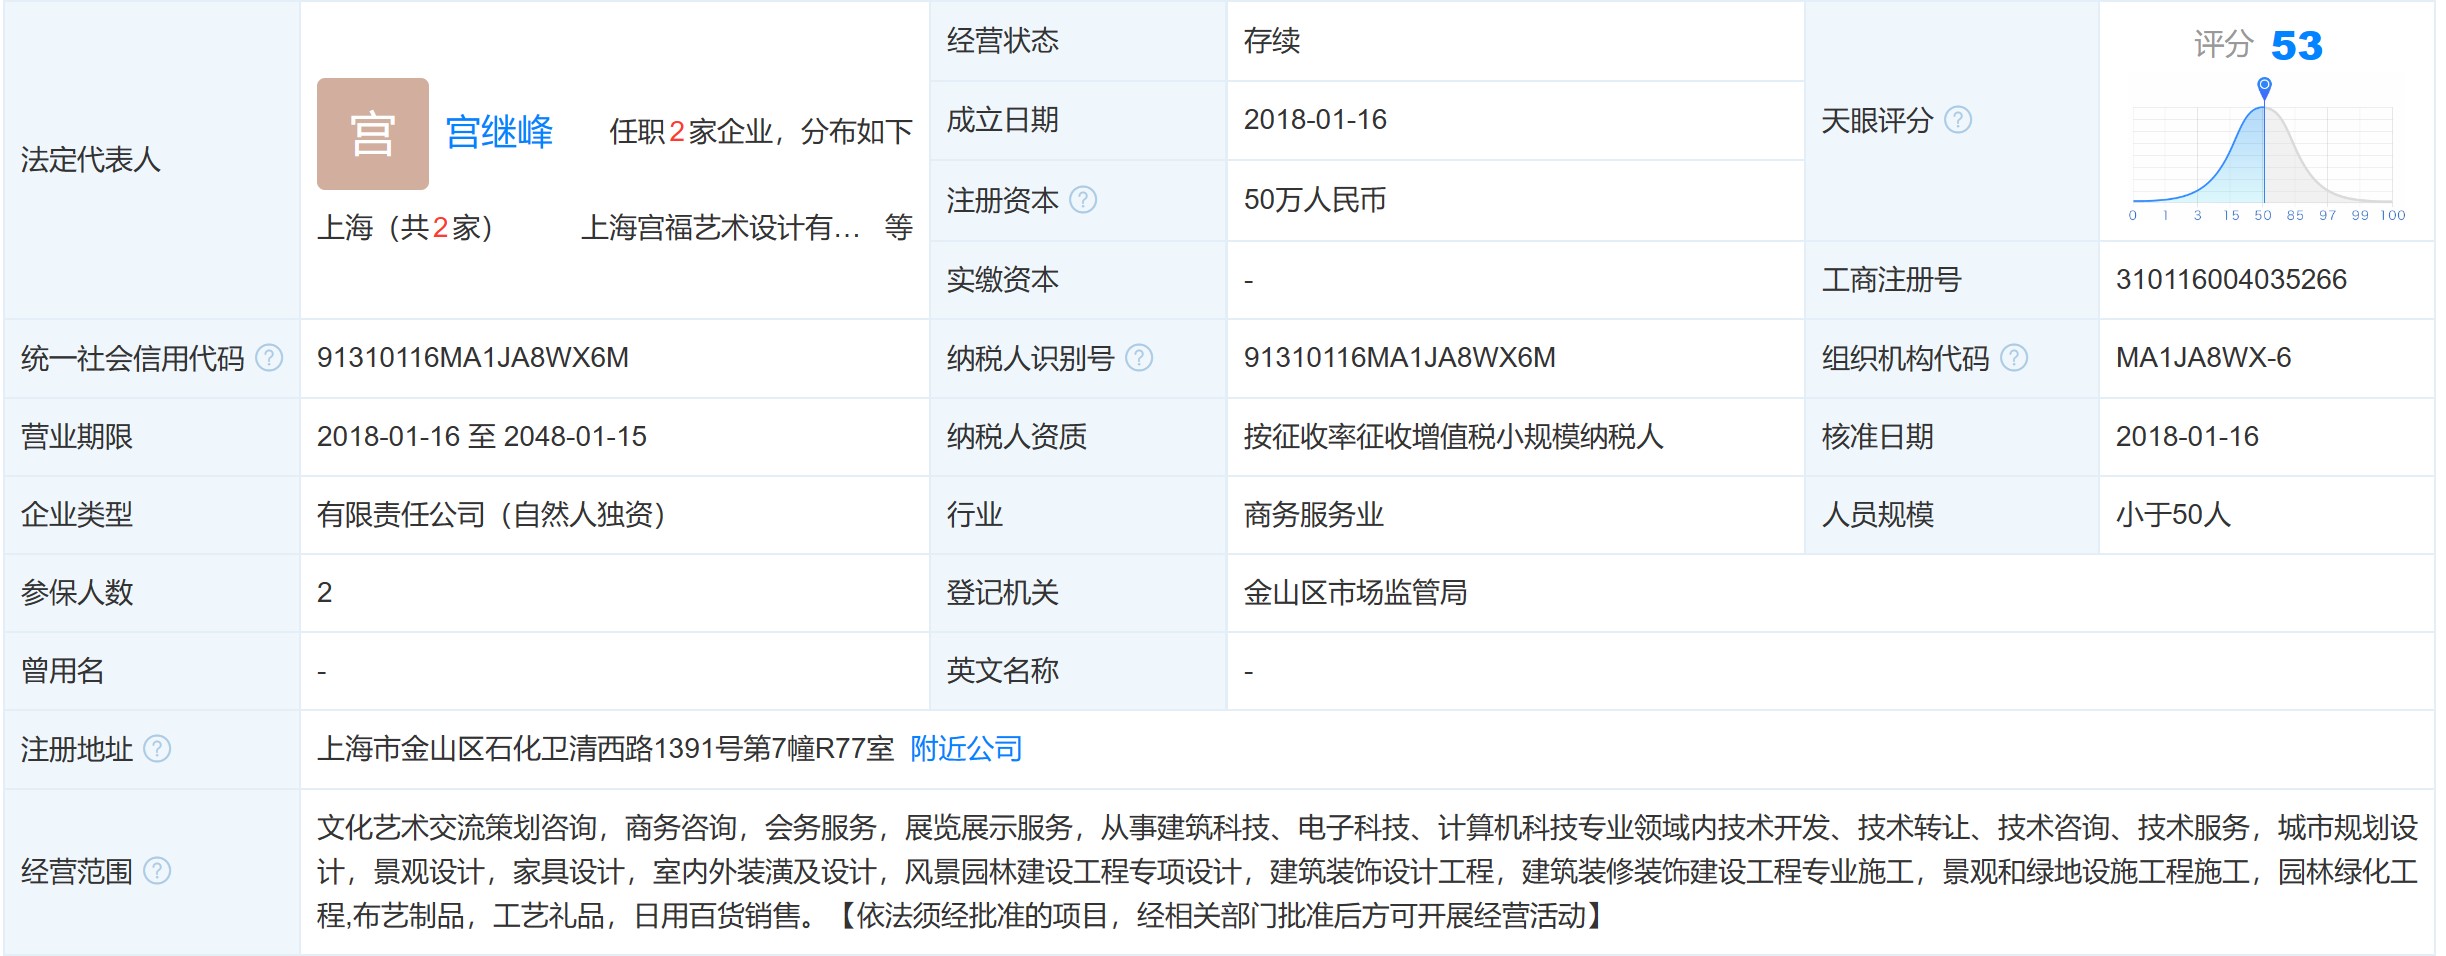 法定代表人
宫
宫继峰 任职2家企业，分布如下
上海（共2家） 上海宫福艺术设计有... 等
经营状态 存续
成立日期 2018-01-16
注册资本 ? 50万人民币
实缴资本 -
天眼评分 ?
评分 53
0 1 3 15 50 85 97 99 100
工商注册号 310116004035266
统一社会信用代码 ? 91310116MA1JA8WX6M 纳税人识别号 ? 91310116MA1JA8WX6M 组织机构代码 ? MA1JA8WX-6
营业期限 2018-01-16 至 2048-01-15 纳税人资质 按征收率征收增值税小规模纳税人 核准日期 2018-01-16
企业类型 有限责任公司（自然人独资） 行业 商务服务业 人员规模 小于50人
参保人数 2 登记机关 金山区市场监管局
曾用名 - 英文名称 -
注册地址 ? 上海市金山区石化卫清西路1391号第7幢R77室 附近公司
经营范围 ?
文化艺术交流策划咨询，商务咨询，会务服务，展览展示服务，从事建筑科技、电子科技、计算机科技专业领域内技术开发、技术转让、技术咨询、技术服务，城市规划设
计，景观设计，家具设计，室内外装潢及设计，风景园林建设工程专项设计，建筑装饰设计工程，建筑装修装饰建设工程专业施工，景观和绿地设施工程施工，园林绿化工
程,布艺制品，工艺礼品，日用百货销售。【依法须经批准的项目，经相关部门批准后方可开展经营活动】